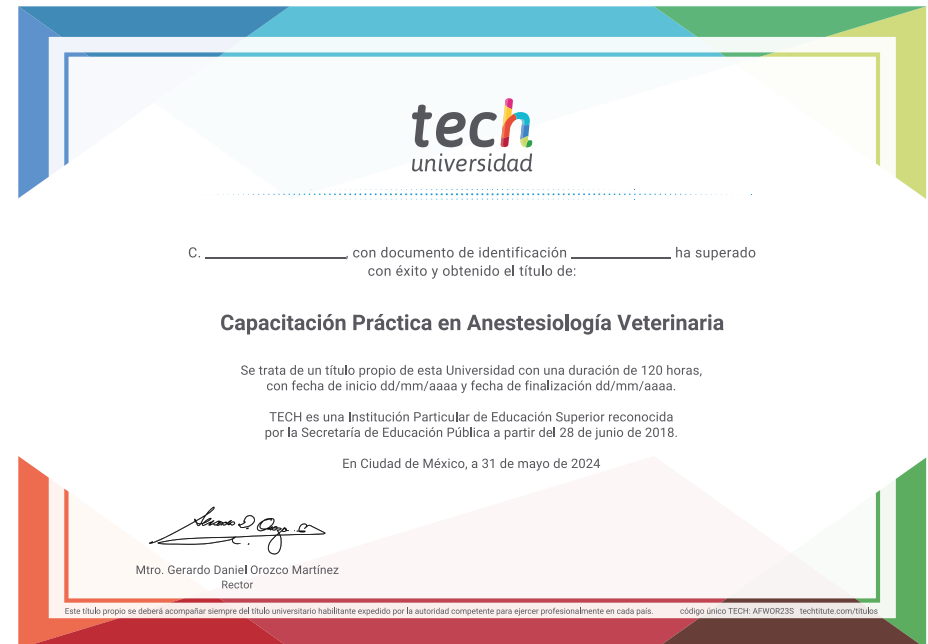 tech
universidad
C. ____________, con documento de identificación ____________ ha superado
con éxito y obtenido el título de:
Capacitación Práctica en Anestesiología Veterinaria
Se trata de un título propio de esta Universidad con una duración de 120 horas,
con fecha de inicio dd/mm/aaaa y fecha de finalización dd/mm/aaaa.
TECH es una Institución Particular de Educación Superior reconocida
por la Secretaría de Educación Pública a partir del 28 de junio de 2018.
En Ciudad de México, a 31 de mayo de 2024
Mtro. Gerardo Daniel Orozco Martínez
Rector
Este título propio se deberá acompañar siempre del título universitario habilitante expedido por la autoridad competente para ejercer profesionalmente en cada país. código único TECH: AFWOR23S techtitute.com/títulos